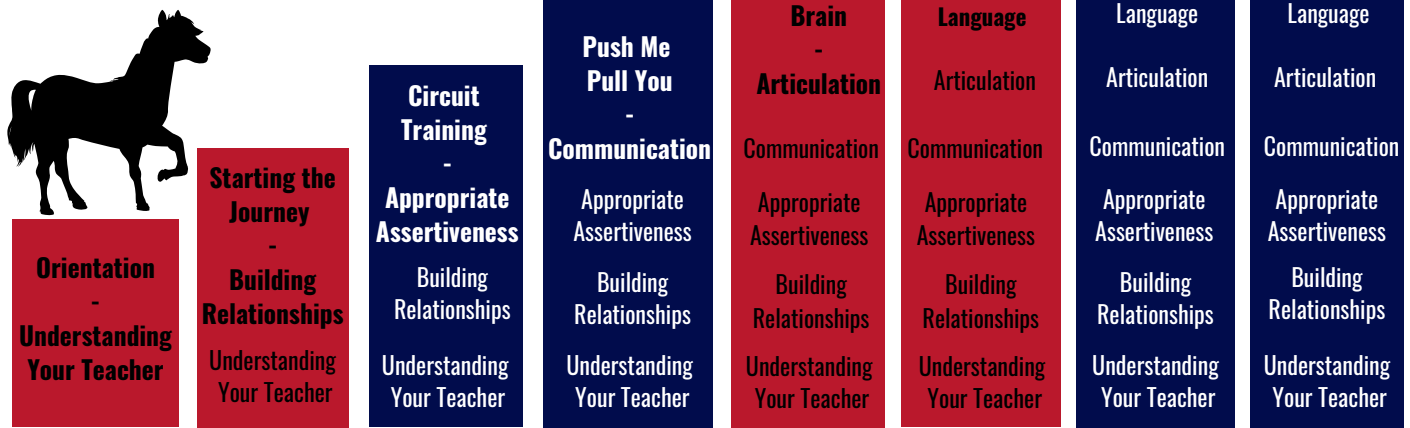 Orientation
-
Understanding
Your Teacher
Starting the
Journey
-
Building
Relationships
Understanding
Your Teacher
Circuit
Training
-
Appropriate
Assertiveness
Building
Relationships
Understanding
Your Teacher
Push Me
Pull You
-
Communication
Appropriate
Assertiveness
Building
Relationships
Understanding
Your Teacher
Brain
-
Articulation
Communication
Appropriate
Assertiveness
Building
Relationships
Understanding
Your Teacher
Language
Articulation
Communication
Appropriate
Assertiveness
Building
Relationships
Understanding
Your Teacher
Language
Articulation
Communication
Appropriate
Assertiveness
Building
Relationships
Understanding
Your Teacher
Language
Articulation
Communication
Appropriate
Assertiveness
Building
Relationships
Understanding
Your Teacher